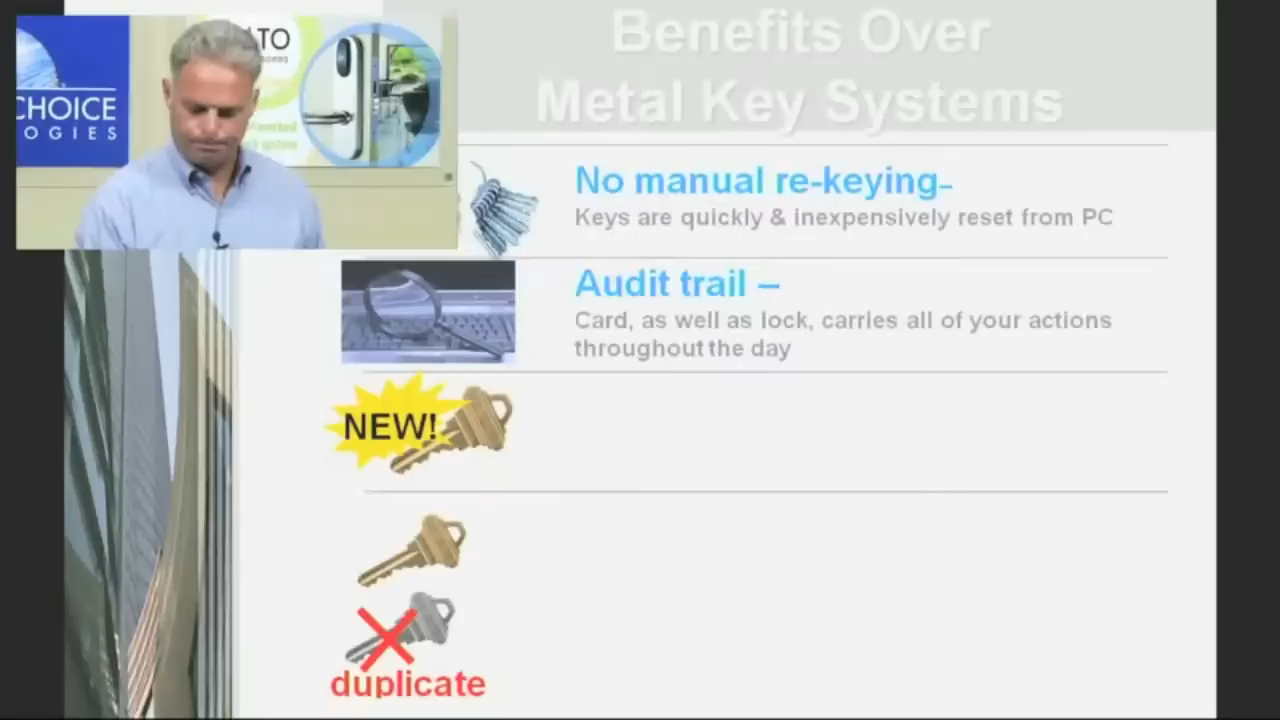 Benefits Over
Metal Key Systems
CHOICE
OGIES
ATO
No manual re-keying–
Keys are quickly & inexpensively reset from PC
Audit trail –
Card, as well as lock, carries all of your actions
throughout the day
NEW!
duplicate